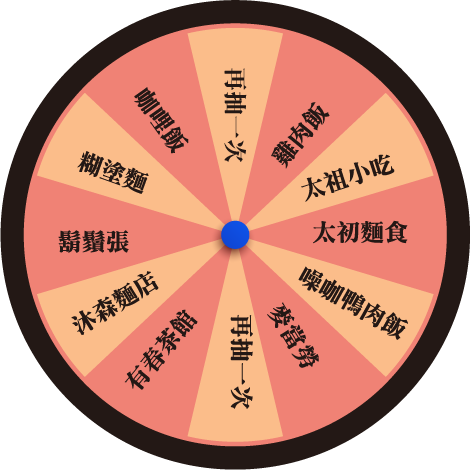 再抽一次
雞肉飯
太祖小吃
太初麵食
噪咖鴨肉飯
麥當勞
再抽一次
有春茶館
沐森麵店
鬍鬚張
糊塗麵
咖哩飯